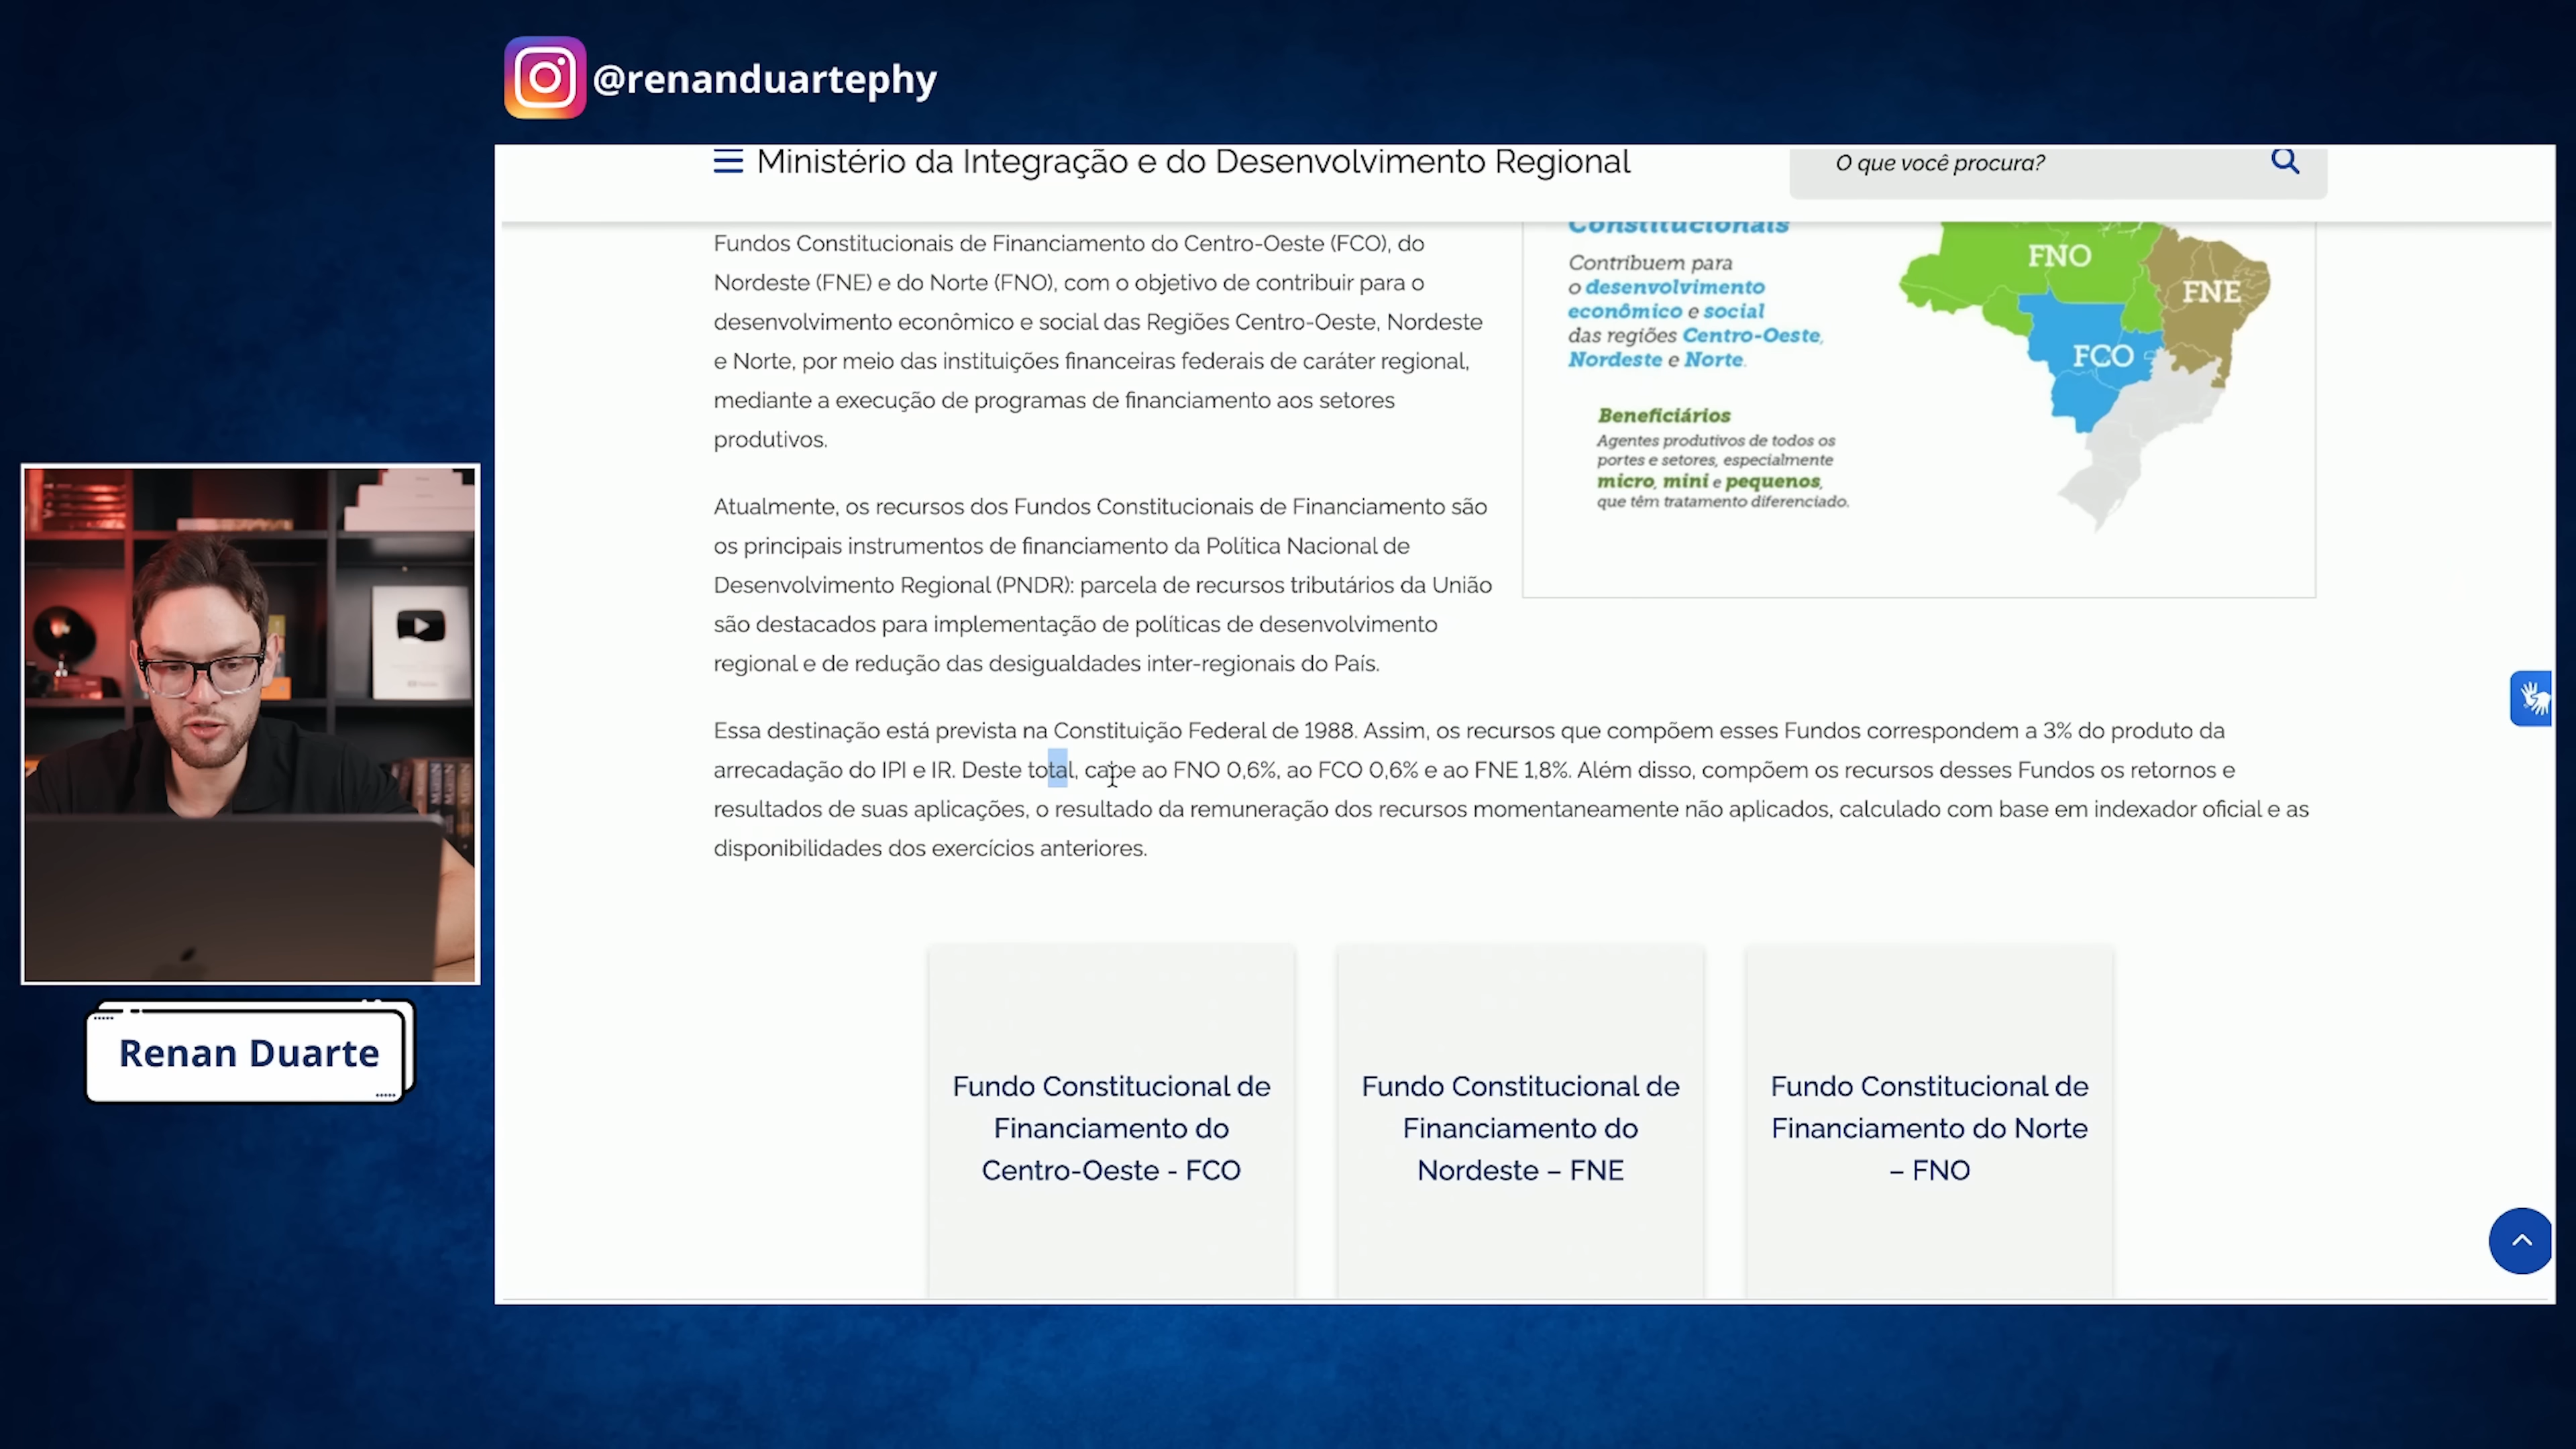 @renanduartephy
Ministério da Integração e do Desenvolvimento Regional
O que você procura?
Fundos Constitucionais de Financiamento do Centro-Oeste (FCO), do
Nordeste (FNE) e do Norte (FNO), com o objetivo de contribuir para o
desenvolvimento econômico e social das Regiões Centro-Oeste, Nordeste
e Norte, por meio das instituições financeiras federais de caráter regional,
mediante a execução de programas de financiamento aos setores
produtivos.
Constitucionais
Contribuem para
o desenvolvimento
econômico e social
das regiões Centro-Oeste,
Nordeste e Norte.
Beneficiários
Agentes produtivos de todos os
portes e setores, especialmente
micro, mini e pequenos,
que têm tratamento diferenciado.
FNO
FNE
FCO
Atualmente, os recursos dos Fundos Constitucionais de Financiamento são
os principais instrumentos de financiamento da Política Nacional de
Desenvolvimento Regional (PNDR): parcela de recursos tributários da União
são destacados para implementação de políticas de desenvolvimento
regional e de redução das desigualdades inter-regionais do País.
Essa destinação está prevista na Constituição Federal de 1988. Assim, os recursos que compõem esses Fundos correspondem a 3% do produto da
arrecadação do IPI e IR. Deste total, cabe ao FNO 0,6%, ao FCO 0,6% e ao FNE 1,8%. Além disso, compõem os recursos desses Fundos os retornos e
resultados de suas aplicações, o resultado da remuneração dos recursos momentaneamente não aplicados, calculado com base em indexador oficial e as
disponibilidades dos exercícios anteriores.
Fundo Constitucional de
Financiamento do
Centro-Oeste - FCO
Fundo Constitucional de
Financiamento do
Nordeste – FNE
Fundo Constitucional de
Financiamento do Norte
– FNO
Renan Duarte